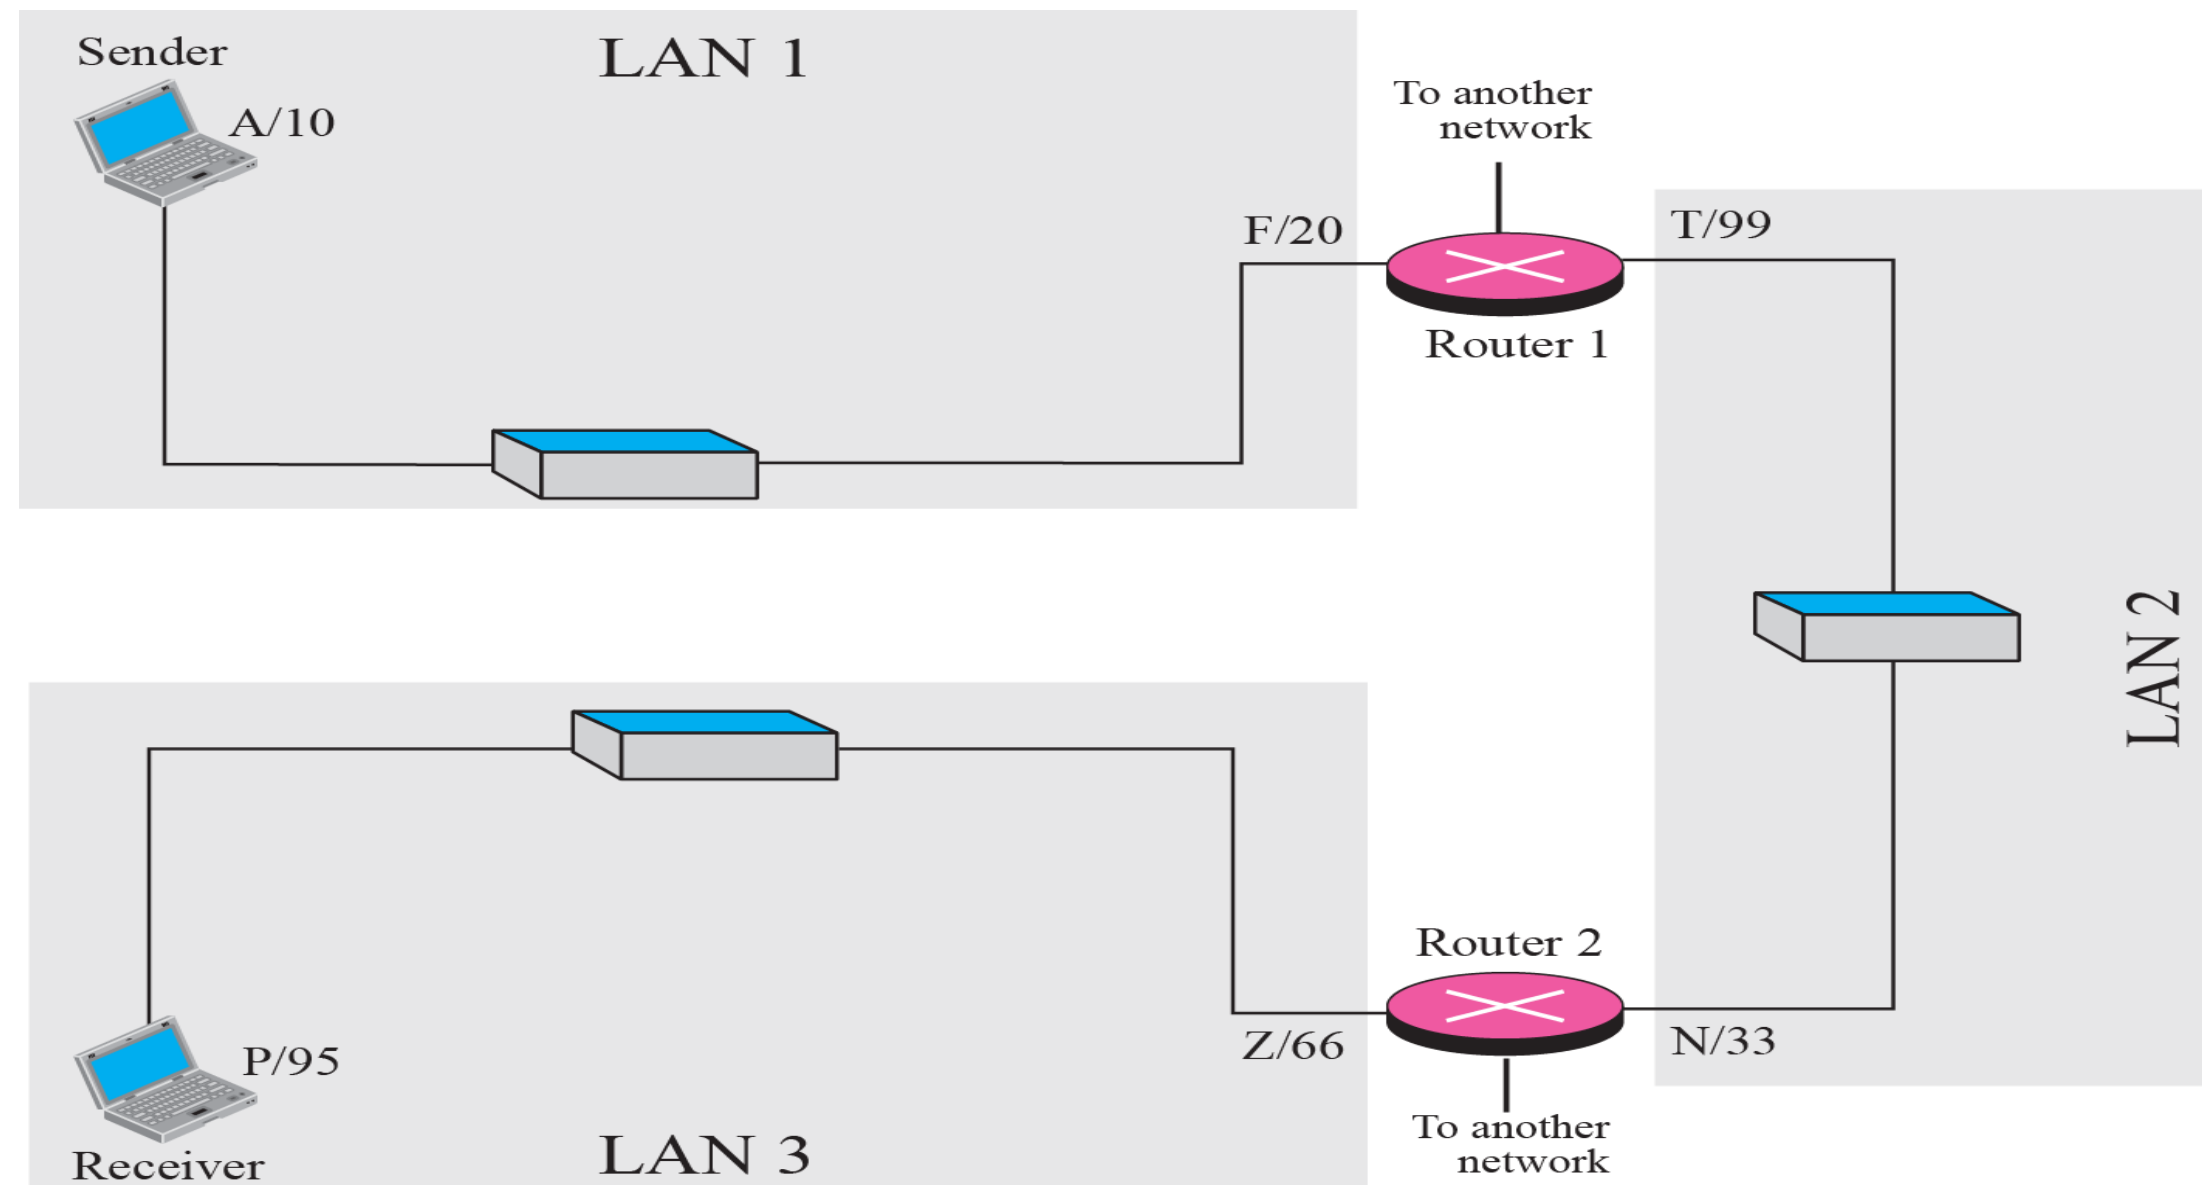 Sender
LAN 1
A/10
To another
network
F/20
T/99
Router 1
LAN 2
Router 2
Z/66
N/33
P/95
To another
network
LAN 3
Receiver